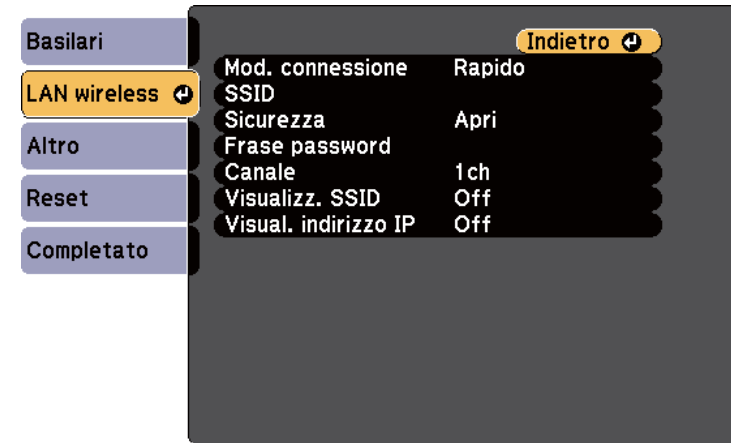 Basilari
LAN wireless
Altro
Reset
Completato
Indietro
Mod. connessione Rapido
SSID
Sicurezza Apri
Frase password
Canale 1ch
Visualizz. SSID Off
Visual. indirizzo IP Off